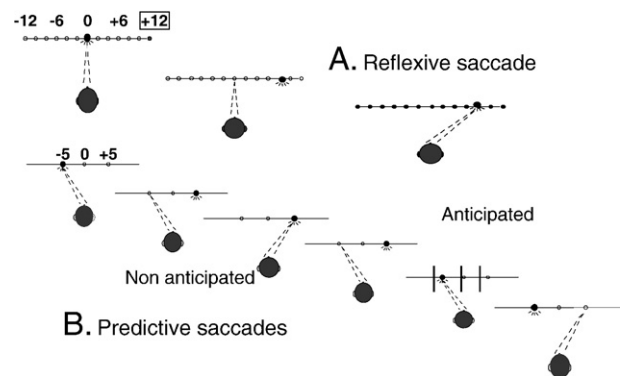 -12 -6 0 +6 +12
A. Reflexive saccade
-5 0 +5
Anticipated
Non anticipated
B. Predictive saccades